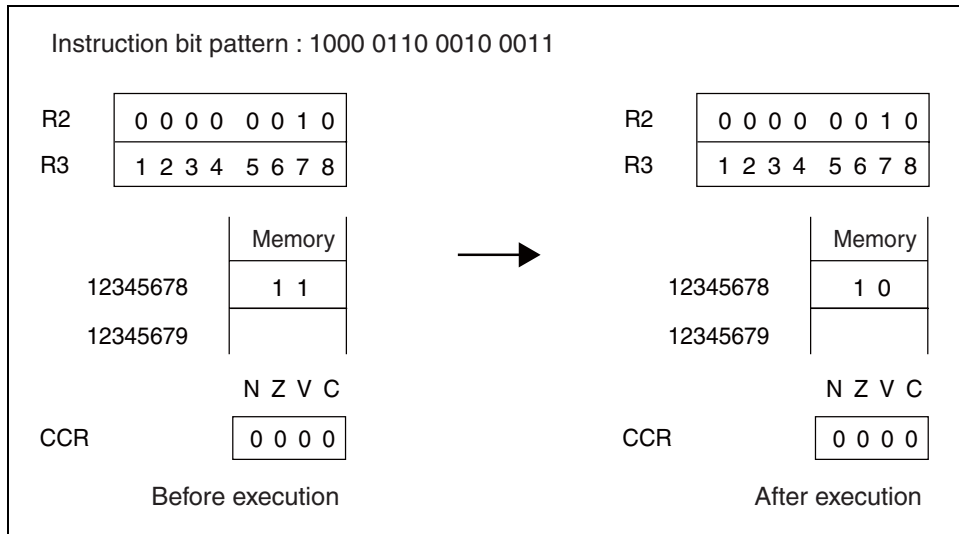 Instruction bit pattern : 1000 0110 0010 0011
R2 0 0 0 0 0 0 1 0 R2 0 0 0 0 0 0 1 0
R3 1 2 3 4 5 6 7 8 R3 1 2 3 4 5 6 7 8
Memory Memory
12345678 1 1 12345678 1 0
12345679 12345679
N Z V C N Z V C
CCR 0 0 0 0 CCR 0 0 0 0
Before execution After execution